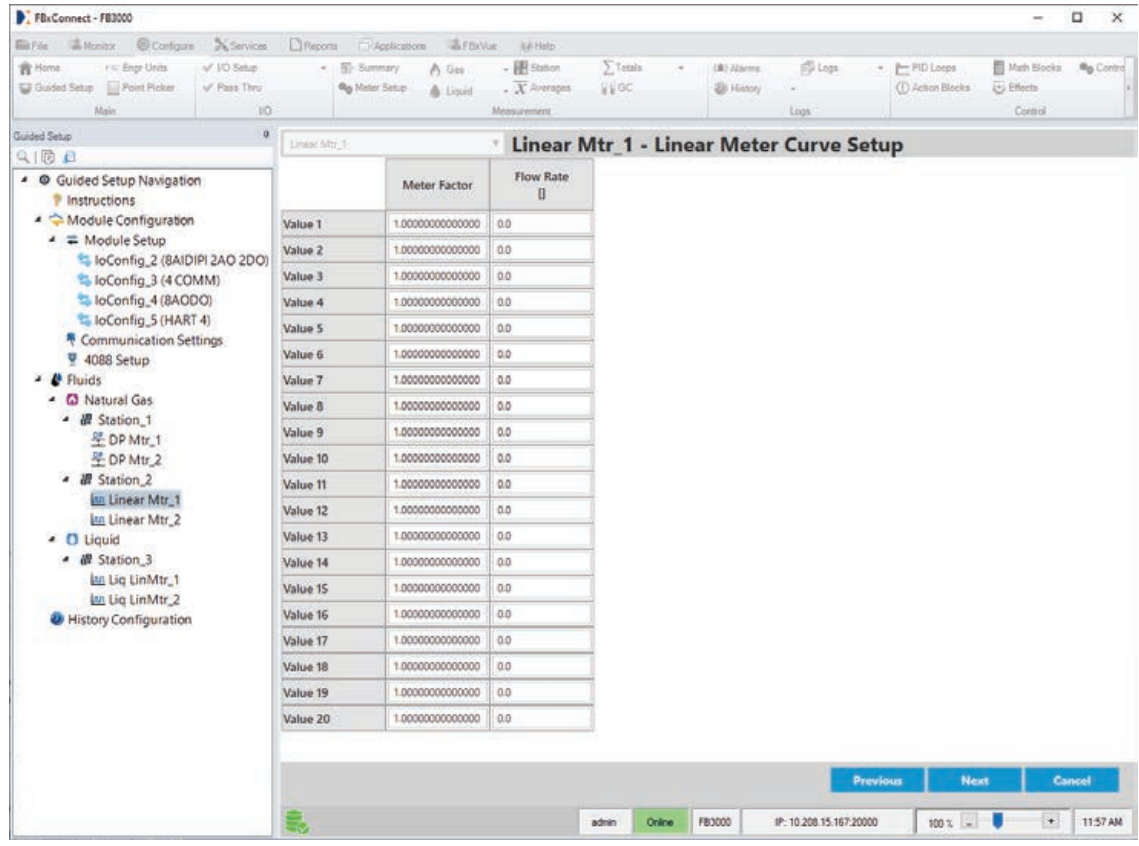 FBxConnect - FB3000
File Monitor Configure Services Reports Applications FBxVue Help
Home Engr Units I/O Setup Summary Gas Station Totals Alarms Logs PID Loops Math Blocks Contro
Guided Setup Point Picker Pass Thru Meter Setup Liquid Averages GC History Action Blocks Effects
Main I/O Measurement Logs Control
Guided Setup
Linear Mtr_1
Linear Mtr_1 - Linear Meter Curve Setup
Guided Setup Navigation
Instructions
Module Configuration
Module Setup
IoConfig_2 (8AIDIPI 2AO 2DO)
IoConfig_3 (4 COMM)
IoConfig_4 (8AODO)
IoConfig_5 (HART 4)
Communication Settings
4088 Setup
Fluids
Natural Gas
Station_1
DP Mtr_1
DP Mtr_2
Station_2
Linear Mtr_1
Linear Mtr_2
Liquid
Station_3
Liq LinMtr_1
Liq LinMtr_2
History Configuration
Meter Factor Flow Rate
[]
Value 1 1.00000000000000 0.0
Value 2 1.00000000000000 0.0
Value 3 1.00000000000000 0.0
Value 4 1.00000000000000 0.0
Value 5 1.00000000000000 0.0
Value 6 1.00000000000000 0.0
Value 7 1.00000000000000 0.0
Value 8 1.00000000000000 0.0
Value 9 1.00000000000000 0.0
Value 10 1.00000000000000 0.0
Value 11 1.00000000000000 0.0
Value 12 1.00000000000000 0.0
Value 13 1.00000000000000 0.0
Value 14 1.00000000000000 0.0
Value 15 1.00000000000000 0.0
Value 16 1.00000000000000 0.0
Value 17 1.00000000000000 0.0
Value 18 1.00000000000000 0.0
Value 19 1.00000000000000 0.0
Value 20 1.00000000000000 0.0
Previous Next Cancel
admin Online FB3000 IP: 10.208.15.167:20000 100 % - + 11:57 AM